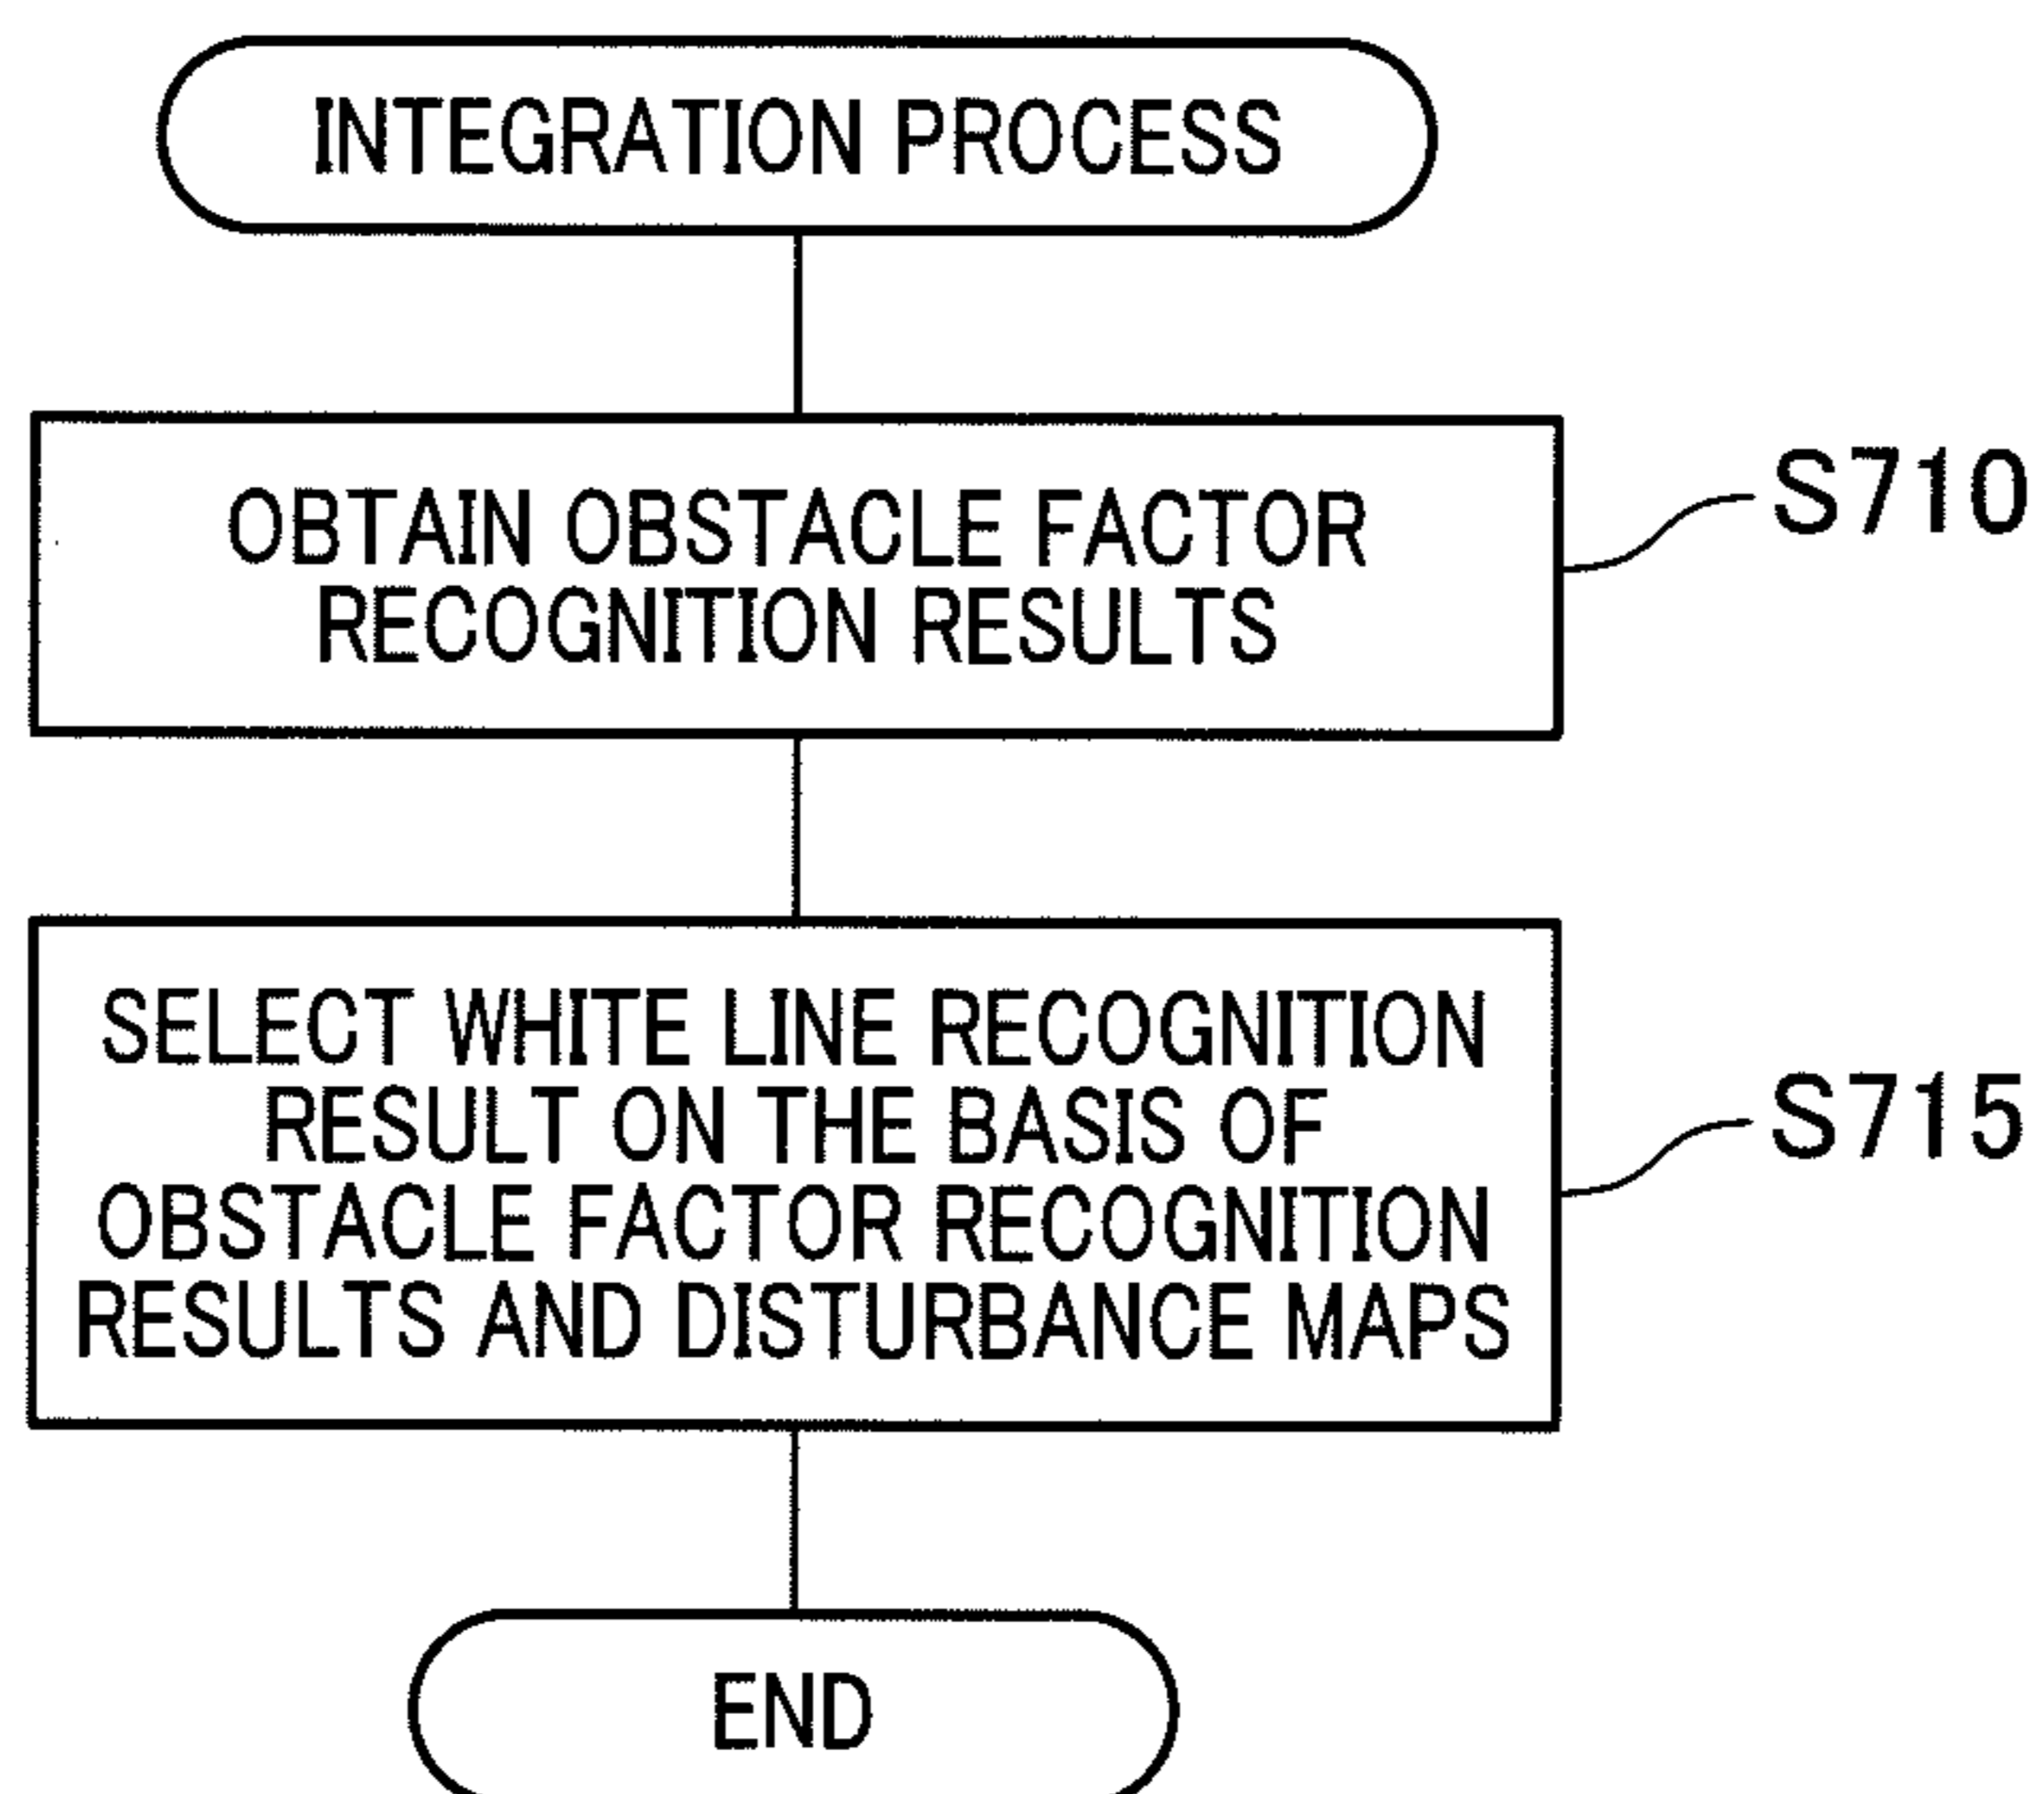 INTEGRATION PROCESS
OBTAIN OBSTACLE FACTOR
RECOGNITION RESULTS
S710
SELECT WHITE LINE RECOGNITION
RESULT ON THE BASIS OF
OBSTACLE FACTOR RECOGNITION
RESULTS AND DISTURBANCE MAPS
S715
END